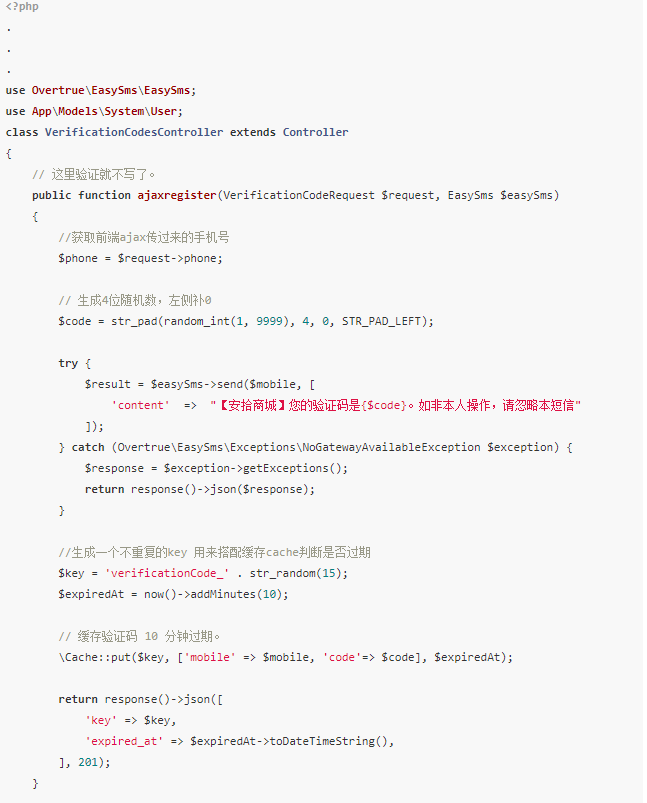 <?php
.
.
.
use Overtrue\EasySms\EasySms;
use App\Models\System\User;
class VerificationCodesController extends Controller
{
    // 这里验证就不写了。
    public function ajaxregister(VerificationCodeRequest $request, EasySms $easySms)
    {
        //获取前端ajax传过来的手机号
        $phone = $request->phone;

        // 生成4位随机数，左侧补0
        $code = str_pad(random_int(1, 9999), 4, 0, STR_PAD_LEFT);

        try {
            $result = $easySms->send($mobile, [
                'content'  =>  "【安拾商城】您的验证码是{$code}。如非本人操作，请忽略本短信"
            ]);
        } catch (Overtrue\EasySms\Exceptions\NoGatewayAvailableException $exception) {
            $response = $exception->getExceptions();
            return response()->json($response);
        }

        //生成一个不重复的key 用来搭配缓存cache判断是否过期
        $key = 'verificationCode_' . str_random(15);
        $expiredAt = now()->addMinutes(10);

        // 缓存验证码 10 分钟过期。
        \Cache::put($key, ['mobile' => $mobile, 'code'=> $code], $expiredAt);

        return response()->json([
            'key' => $key,
            'expired_at' => $expiredAt->toDateTimeString(),
        ], 201);
    }